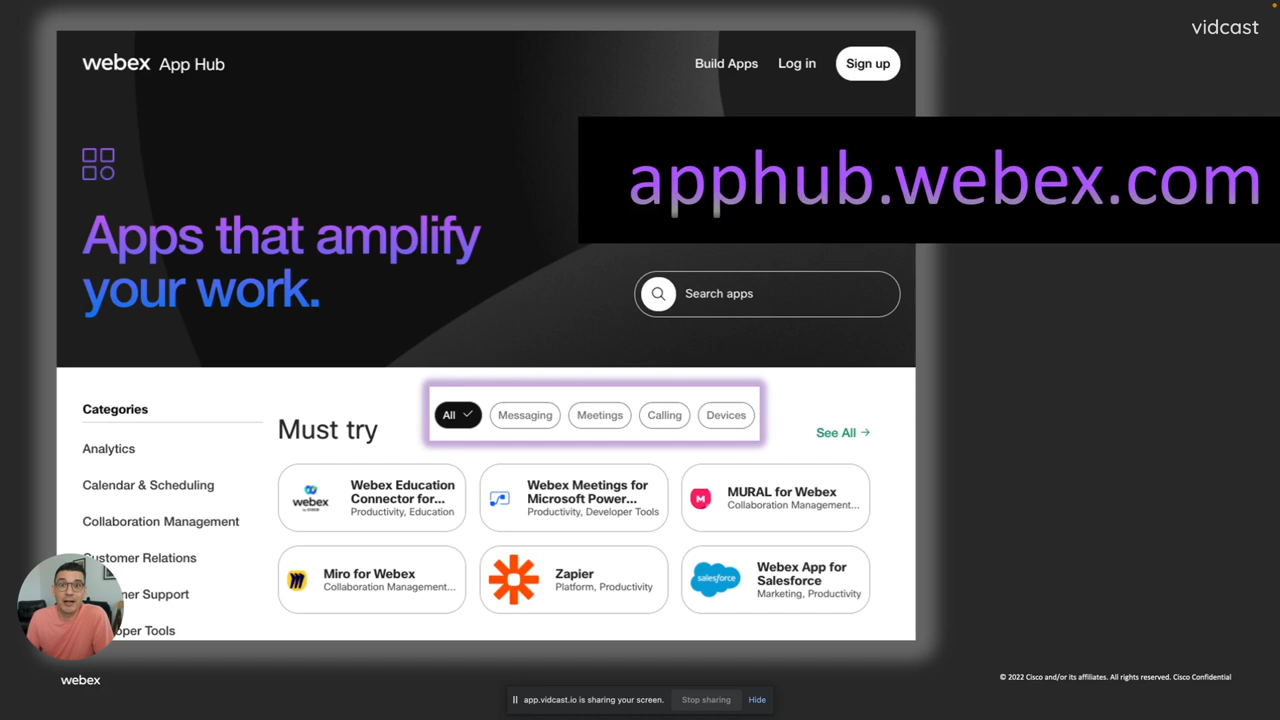 vidcast
webex App Hub
Build Apps
Log in
Sign up
apphub.webex.com
Apps that amplify
your work.
Search apps
Categories
Analytics
Calendar & Scheduling
Collaboration Management
Customer Relations
Support
Tools
All
Messaging
Meetings
Calling
Devices
Must try
See All →
webex
by CISCO
Webex Education
Connector for...
Productivity, Education
Webex Meetings for
Microsoft Power...
Productivity, Developer Tools
M
MURAL for Webex
Collaboration Management...
Miro for Webex
Collaboration Management...
Zapier
Platform, Productivity
salesforce
Webex App for
Salesforce
Marketing, Productivity
webex
© 2022 Cisco and/or its affiliates. All rights reserved. Cisco Confidential
app.vidcast.io is sharing your screen.
Stop sharing
Hide